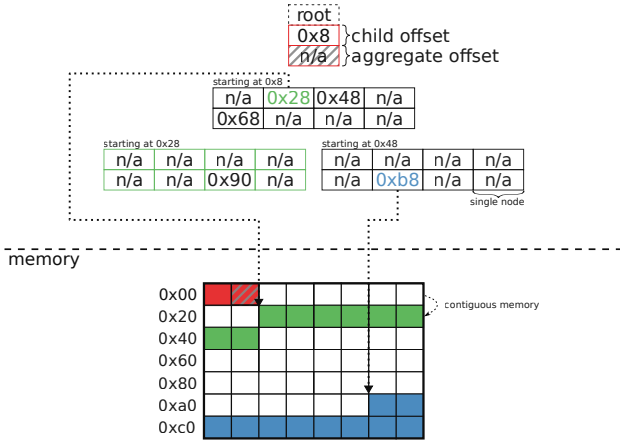 root
0x8 child offset
n/a aggregate offset
starting at 0x8
n/a 0x28 0x48 n/a
0x68 n/a n/a n/a
starting at 0x28
n/a n/a n/a n/a
n/a n/a 0x90 n/a
starting at 0x48
n/a n/a n/a n/a
n/a 0xb8 n/a n/a
single node
memory
0x00
contiguous memory
0x20
0x40
0x60
0x80
0xa0
0xc0